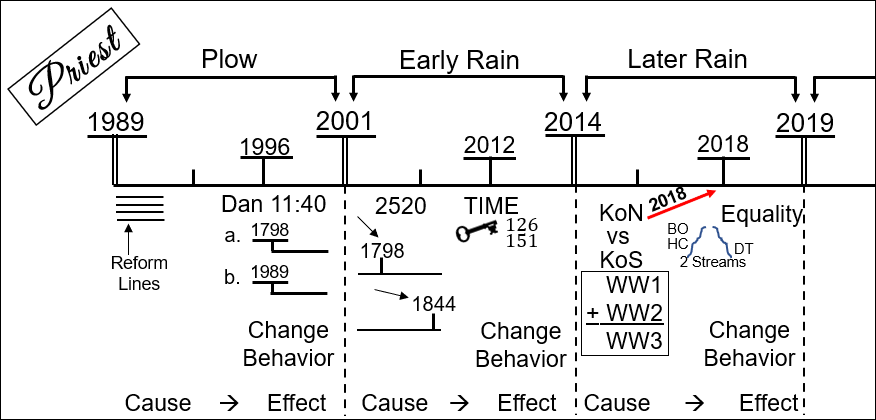 Priest
Plow
Early Rain
Later Rain
1989
2001
2014
2019
1996
2012
2018
Dan 11:40
a. 1798
b. 1989
Reform
Lines
Change
Behavior
2520
1798
1844
TIME
126
151
Change
Behavior
KoN
vs
KoS
2018
WW1
+ WW2
WW3
Equality
BO
HC
DT
2 Streams
Change
Behavior
Cause → Effect
Cause → Effect
Cause → Effect